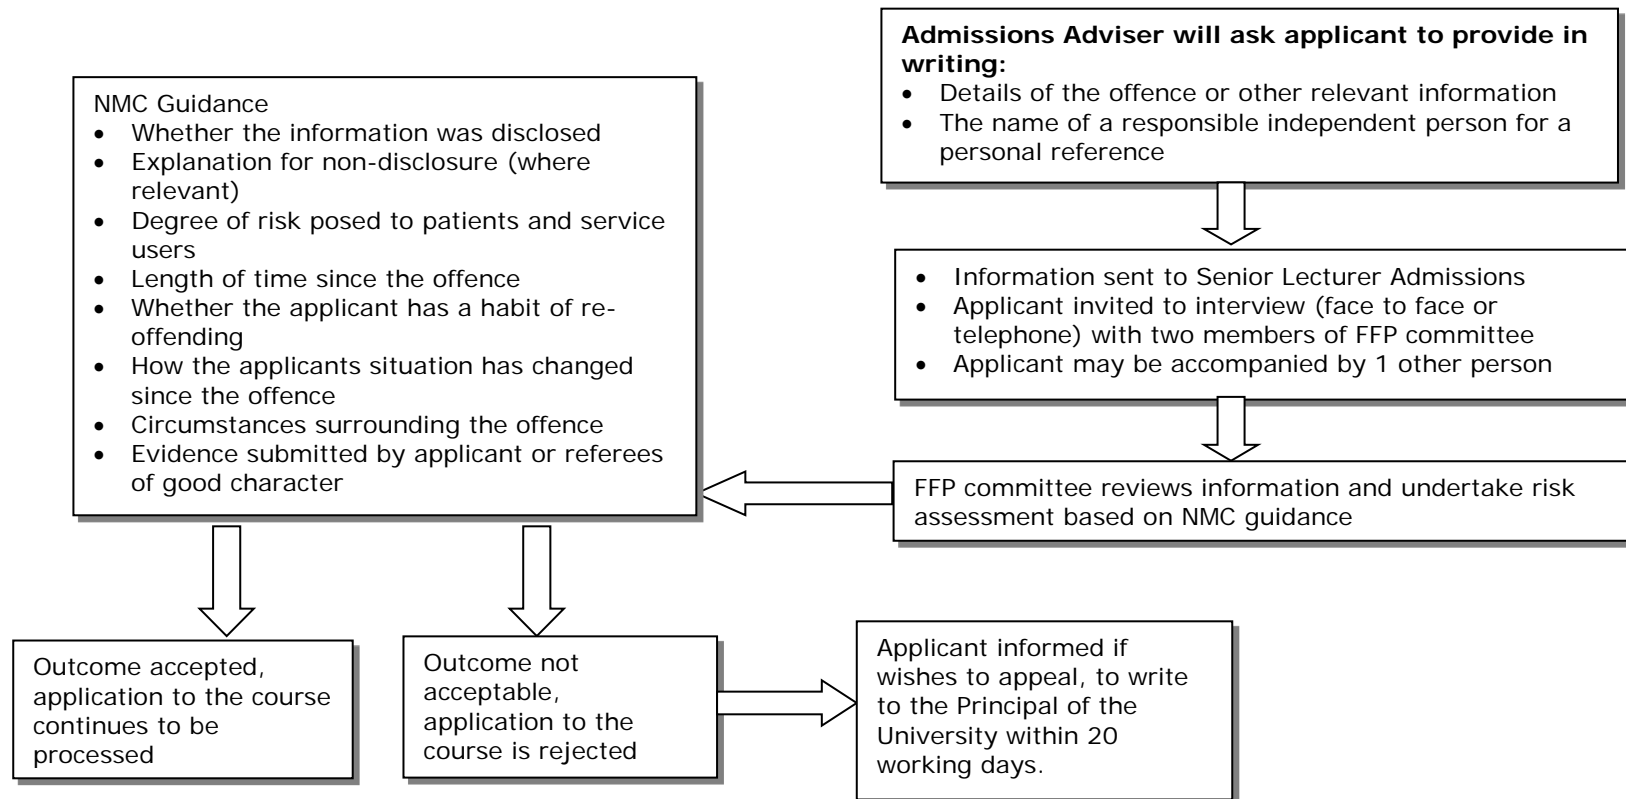 Admissions Adviser will ask applicant to provide in
writing:
• Details of the offence or other relevant information
• The name of a responsible independent person for a
personal reference
• Information sent to Senior Lecturer Admissions
• Applicant invited to interview (face to face or
telephone) with two members of FFP committee
• Applicant may be accompanied by 1 other person
FFP committee reviews information and undertake risk
assessment based on NMC guidance
NMC Guidance
• Whether the information was disclosed
• Explanation for non-disclosure (where
relevant)
• Degree of risk posed to patients and service
users
• Length of time since the offence
• Whether the applicant has a habit of re-
offending
• How the applicants situation has changed
since the offence
• Circumstances surrounding the offence
• Evidence submitted by applicant or referees
of good character
Outcome accepted,
application to the course
continues to be
processed
Outcome not
acceptable,
application to the
course is rejected
Applicant informed if
wishes to appeal, to write
to the Principal of the
University within 20
working days.